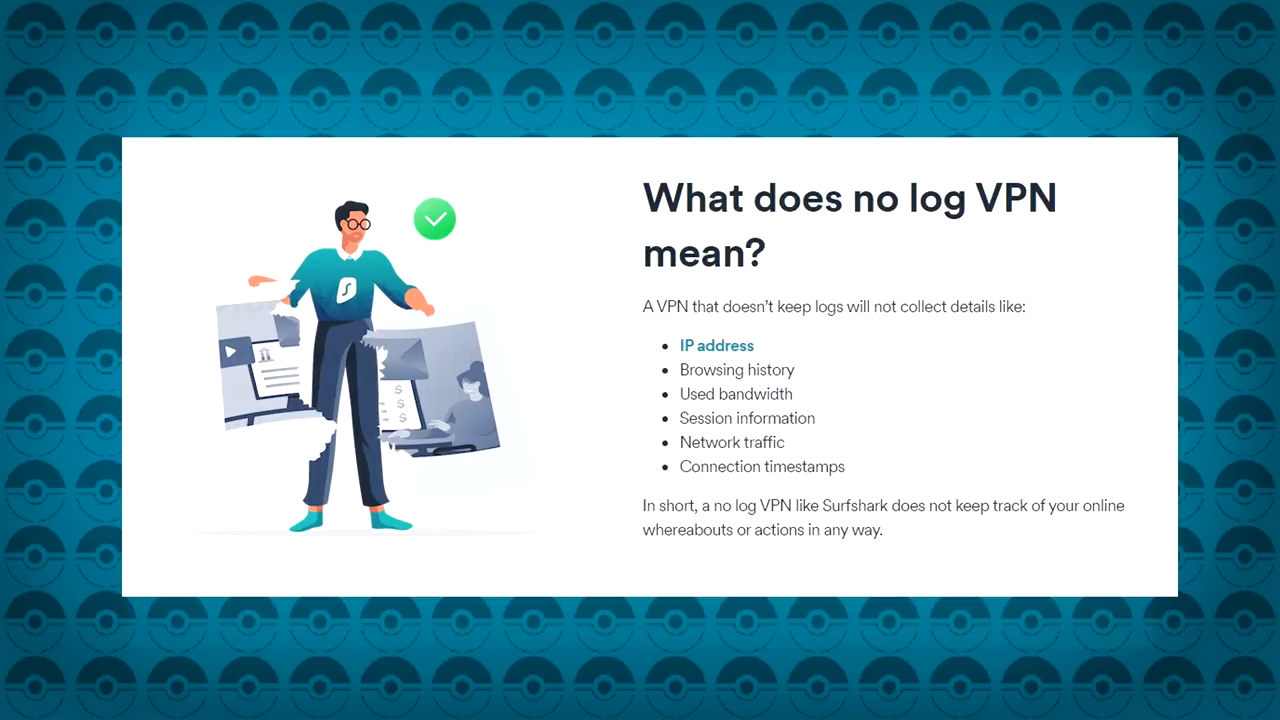 What does no log VPN
mean?
A VPN that doesn’t keep logs will not collect details like:
• IP address
• Browsing history
• Used bandwidth
• Session information
• Network traffic
• Connection timestamps
In short, a no log VPN like Surfshark does not keep track of your online
whereabouts or actions in any way.
$
$
$